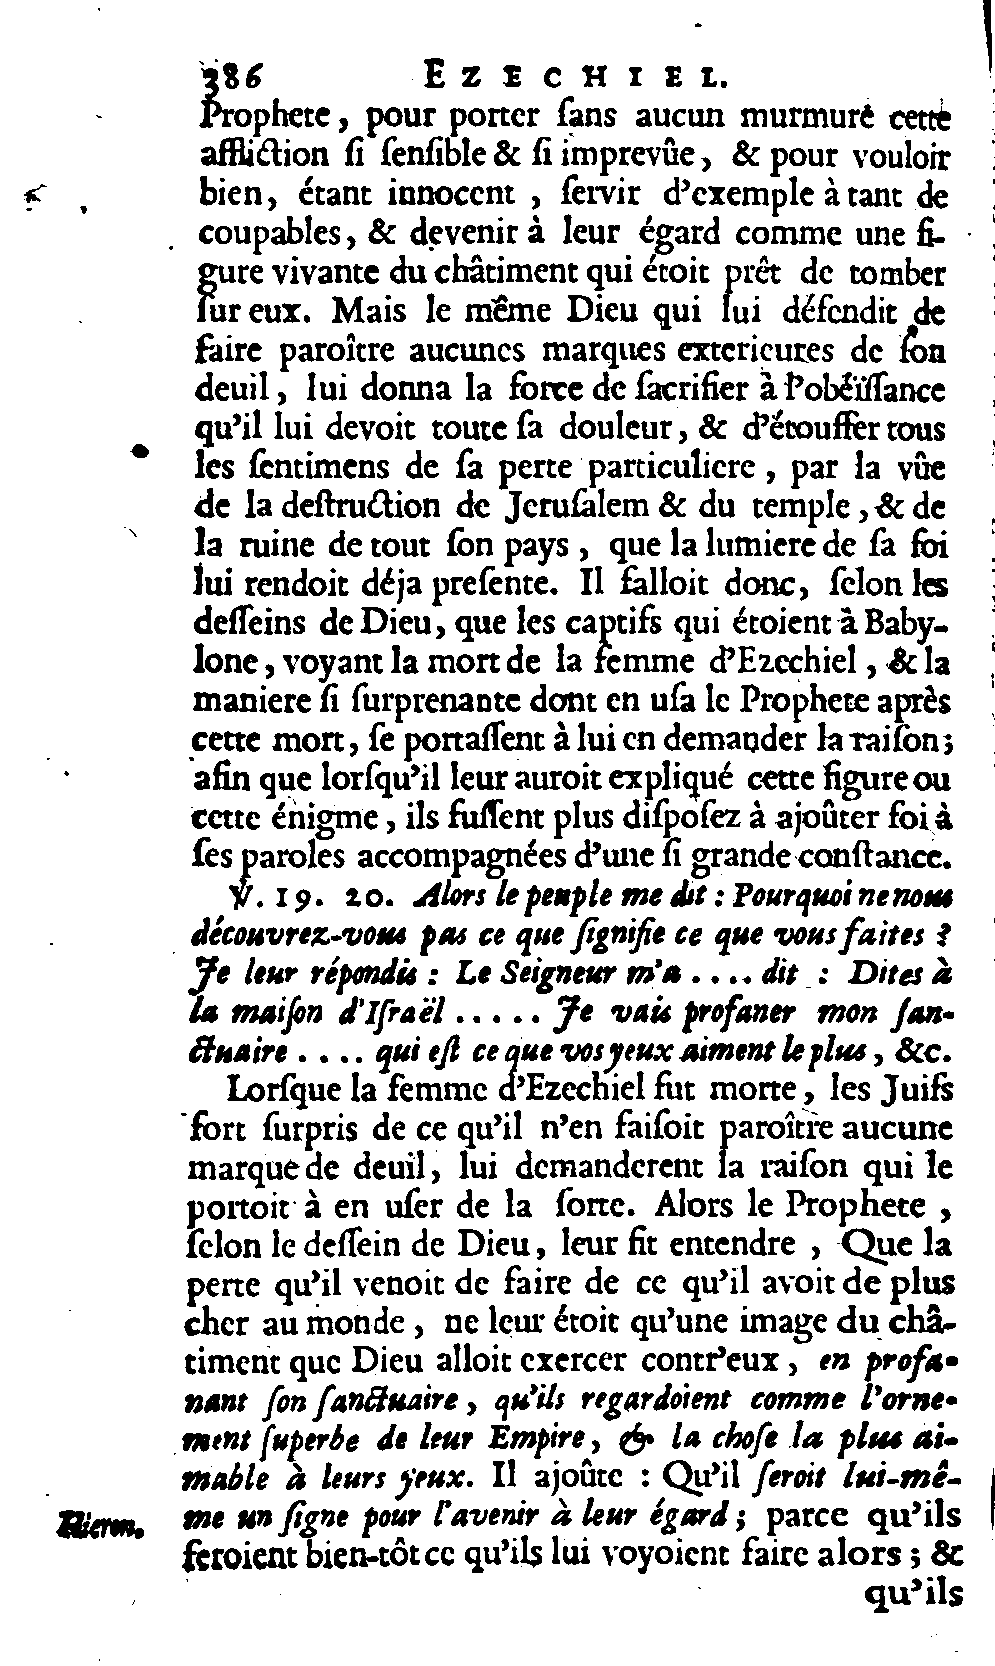 386 EZECHIEL.
Prophete, pour porter ſans aucun murmure cette
affliction ſi ſenſible & ſi imprevûe, & pour vouloir
bien, étant innocent, ſervir d'exemple à tant de
coupables, & devenir à leur égard comme une fi-
gure vivante du châtiment qui étoit prêt de tomber
ſur eux. Mais le même Dieu qui lui défendit de
faire paroître aucunes marques exterieures de ſon
deuil, lui donna la force de ſacrifier à l'obéïſſance
qu'il lui devoit toute ſa douleur, & d'étouffer tous
les ſentimens de ſa perte particuliere, par la vûe
de la deſtruction de Jeruſalem & du temple, & de
la ruine de tout ſon pays, que la lumiere de ſa foi
lui rendoit déja preſente. Il falloit donc, ſelon les
deſſeins de Dieu, que les captifs qui étoient à Baby-
lone, voyant la mort de la femme d'Ezechiel, & la
maniere ſi ſurprenante dont en uſa le Prophete après
cette mort, ſe portaſſent à lui en demander la raiſon;
afin que lorſqu'il leur auroit expliqué cette figure ou
cette énigme, ils fuſſent plus diſpoſez à ajoûter foi à
ſes paroles accompagnées d'une ſi grande conſtance.
℣. 19. 20. Alors le peuple me dit : Pourquoi ne nous
découvrez-vous pas ce que ſignifie ce que vous faites ?
Je leur répondis : Le Seigneur m'a .... dit : Dites à
la maiſon d'Iſraël ..... Je vais profaner mon ſan-
ctuaire .... qui eſt ce que vos yeux aiment le plus, &c.
Lorſque la femme d'Ezechiel fut morte, les Juifs
fort ſurpris de ce qu'il n'en faiſoit paroître aucune
marque de deuil, lui demanderent la raiſon qui le
portoit à en uſer de la ſorte. Alors le Prophete,
ſelon le deſſein de Dieu, leur fit entendre, Que la
perte qu'il venoit de faire de ce qu'il avoit de plus
cher au monde, ne leur étoit qu'une image du châ-
timent que Dieu alloit exercer contr'eux, en profa-
nant ſon ſanctuaire, qu'ils regardoient comme l'orne-
ment ſuperbe de leur Empire, & la choſe la plus ai-
mable à leurs yeux. Il ajoûte : Qu'il ſeroit lui-mê-
Hieron. me un ſigne pour l'avenir à leur égard; parce qu'ils
feroient bien-tôt ce qu'ils lui voyoient faire alors; &
qu'ils